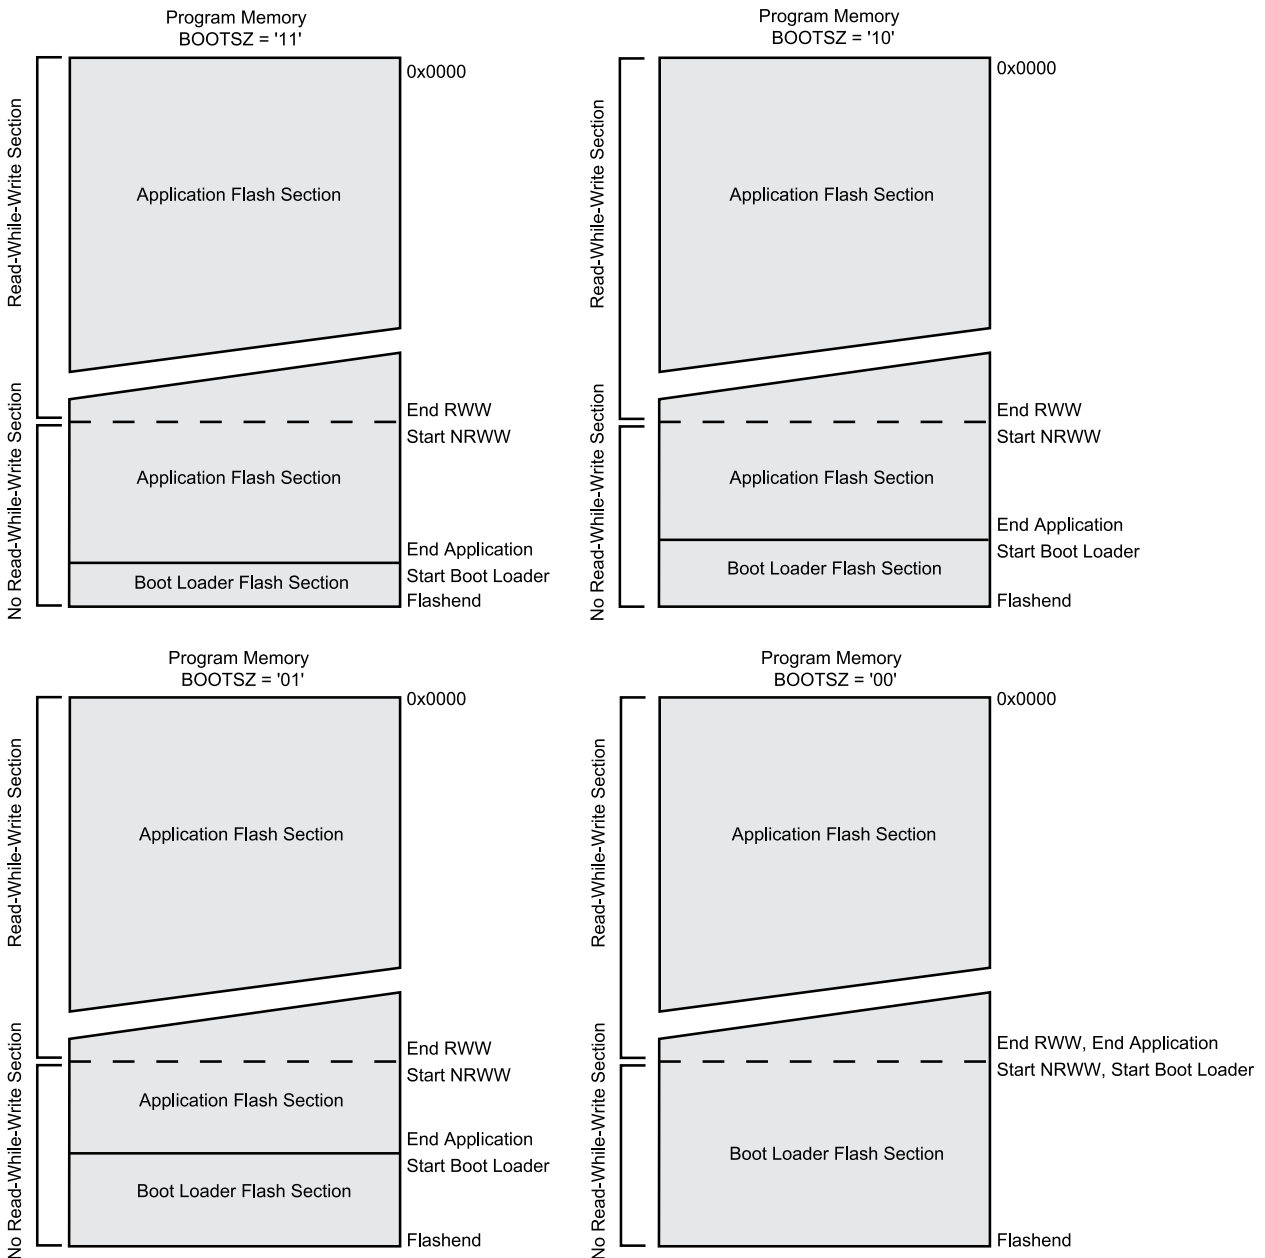 Program Memory
BOOTSZ = '11'
0x0000
Read-While-Write Section
Application Flash Section
End RWW
Start NRWW
No Read-While-Write Section
Application Flash Section
End Application
Start Boot Loader
Boot Loader Flash Section
Flashend
Program Memory
BOOTSZ = '10'
0x0000
Read-While-Write Section
Application Flash Section
End RWW
Start NRWW
No Read-While-Write Section
Application Flash Section
End Application
Start Boot Loader
Boot Loader Flash Section
Flashend
Program Memory
BOOTSZ = '01'
0x0000
Read-While-Write Section
Application Flash Section
End RWW
Start NRWW
No Read-While-Write Section
Application Flash Section
End Application
Start Boot Loader
Boot Loader Flash Section
Flashend
Program Memory
BOOTSZ = '00'
0x0000
Read-While-Write Section
Application Flash Section
End RWW, End Application
Start NRWW, Start Boot Loader
No Read-While-Write Section
Boot Loader Flash Section
Flashend